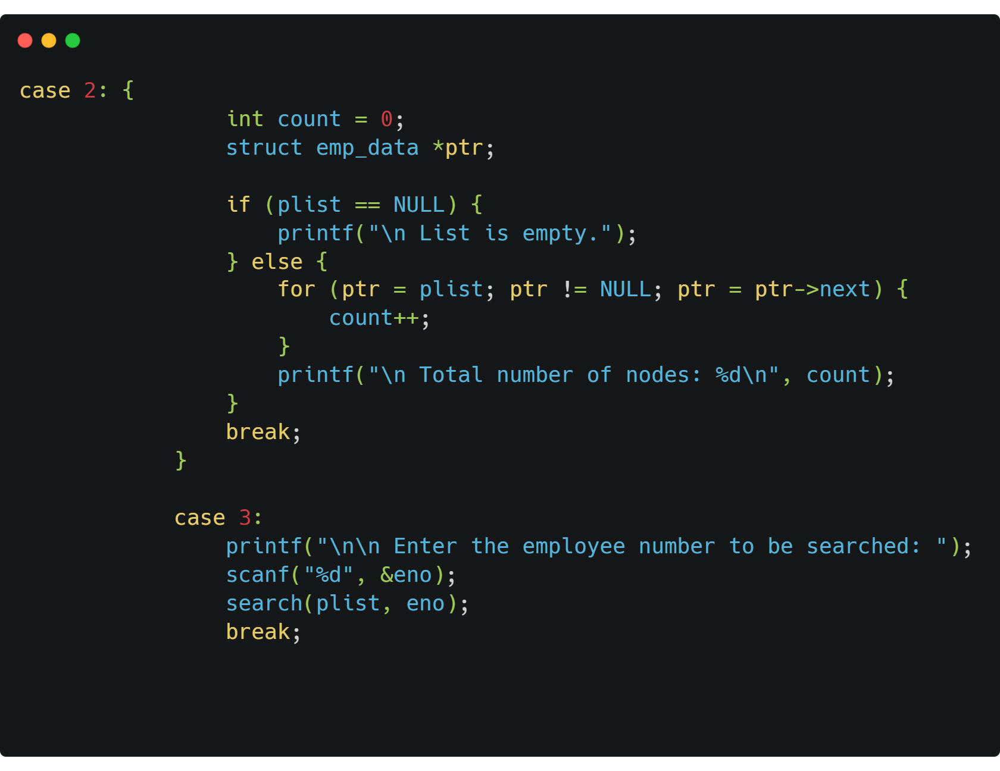 case 2: {
                int count = 0;
                struct emp_data *ptr;

                if (plist == NULL) {
                    printf("\n List is empty.");
                } else {
                    for (ptr = plist; ptr != NULL; ptr = ptr->next) {
                        count++;
                    }
                    printf("\n Total number of nodes: %d\n", count);
                }
                break;
            }

            case 3:
                printf("\n\n Enter the employee number to be searched: ");
                scanf("%d", &eno);
                search(plist, eno);
                break;